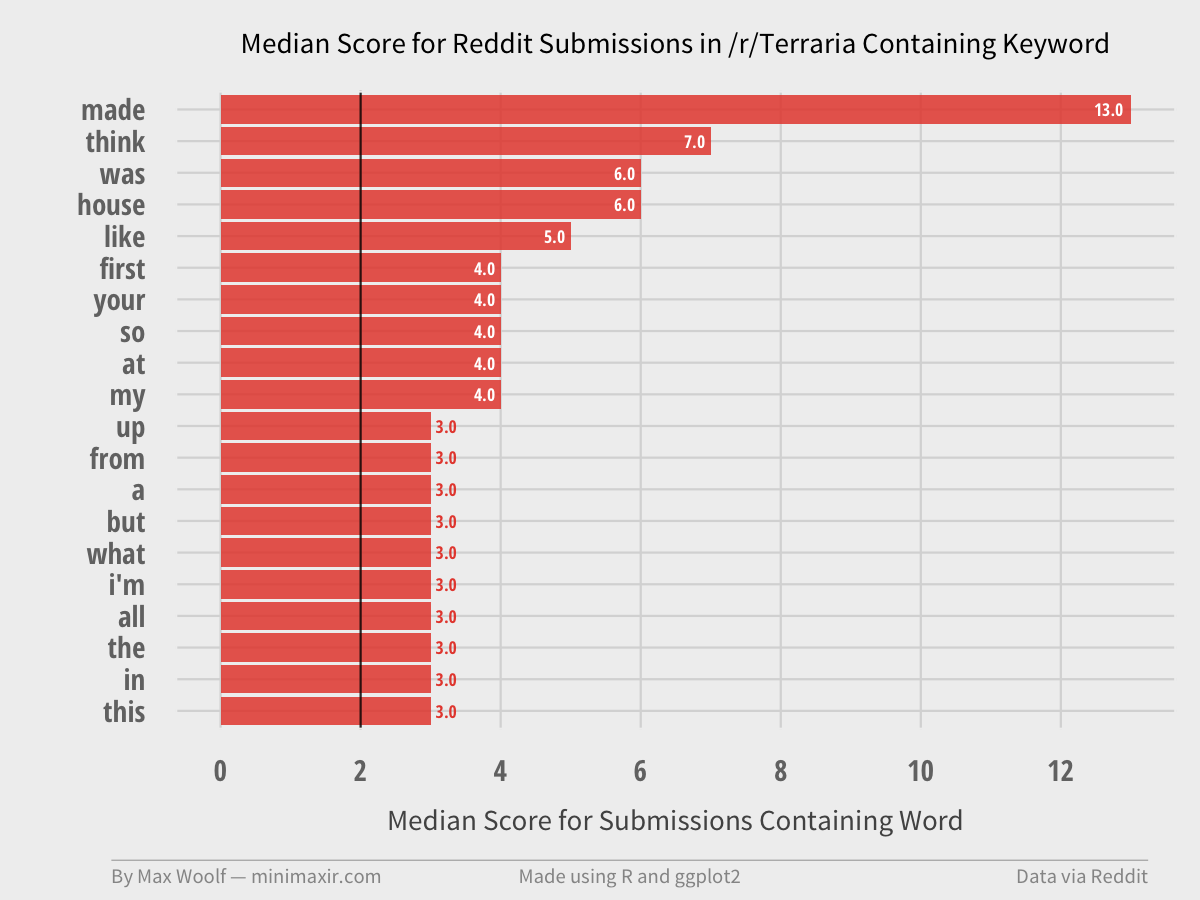 Median Score for Reddit Submissions in /r/Terraria Containing Keyword
made 13.0
think 7.0
was 6.0
house 6.0
like 5.0
first 4.0
your 4.0
so 4.0
at 4.0
my 4.0
up 3.0
from 3.0
a 3.0
but 3.0
what 3.0
i'm 3.0
all 3.0
the 3.0
in 3.0
this 3.0
0 2 4 6 8 10 12
Median Score for Submissions Containing Word
By Max Woolf — minimaxir.com Made using R and ggplot2 Data via Reddit